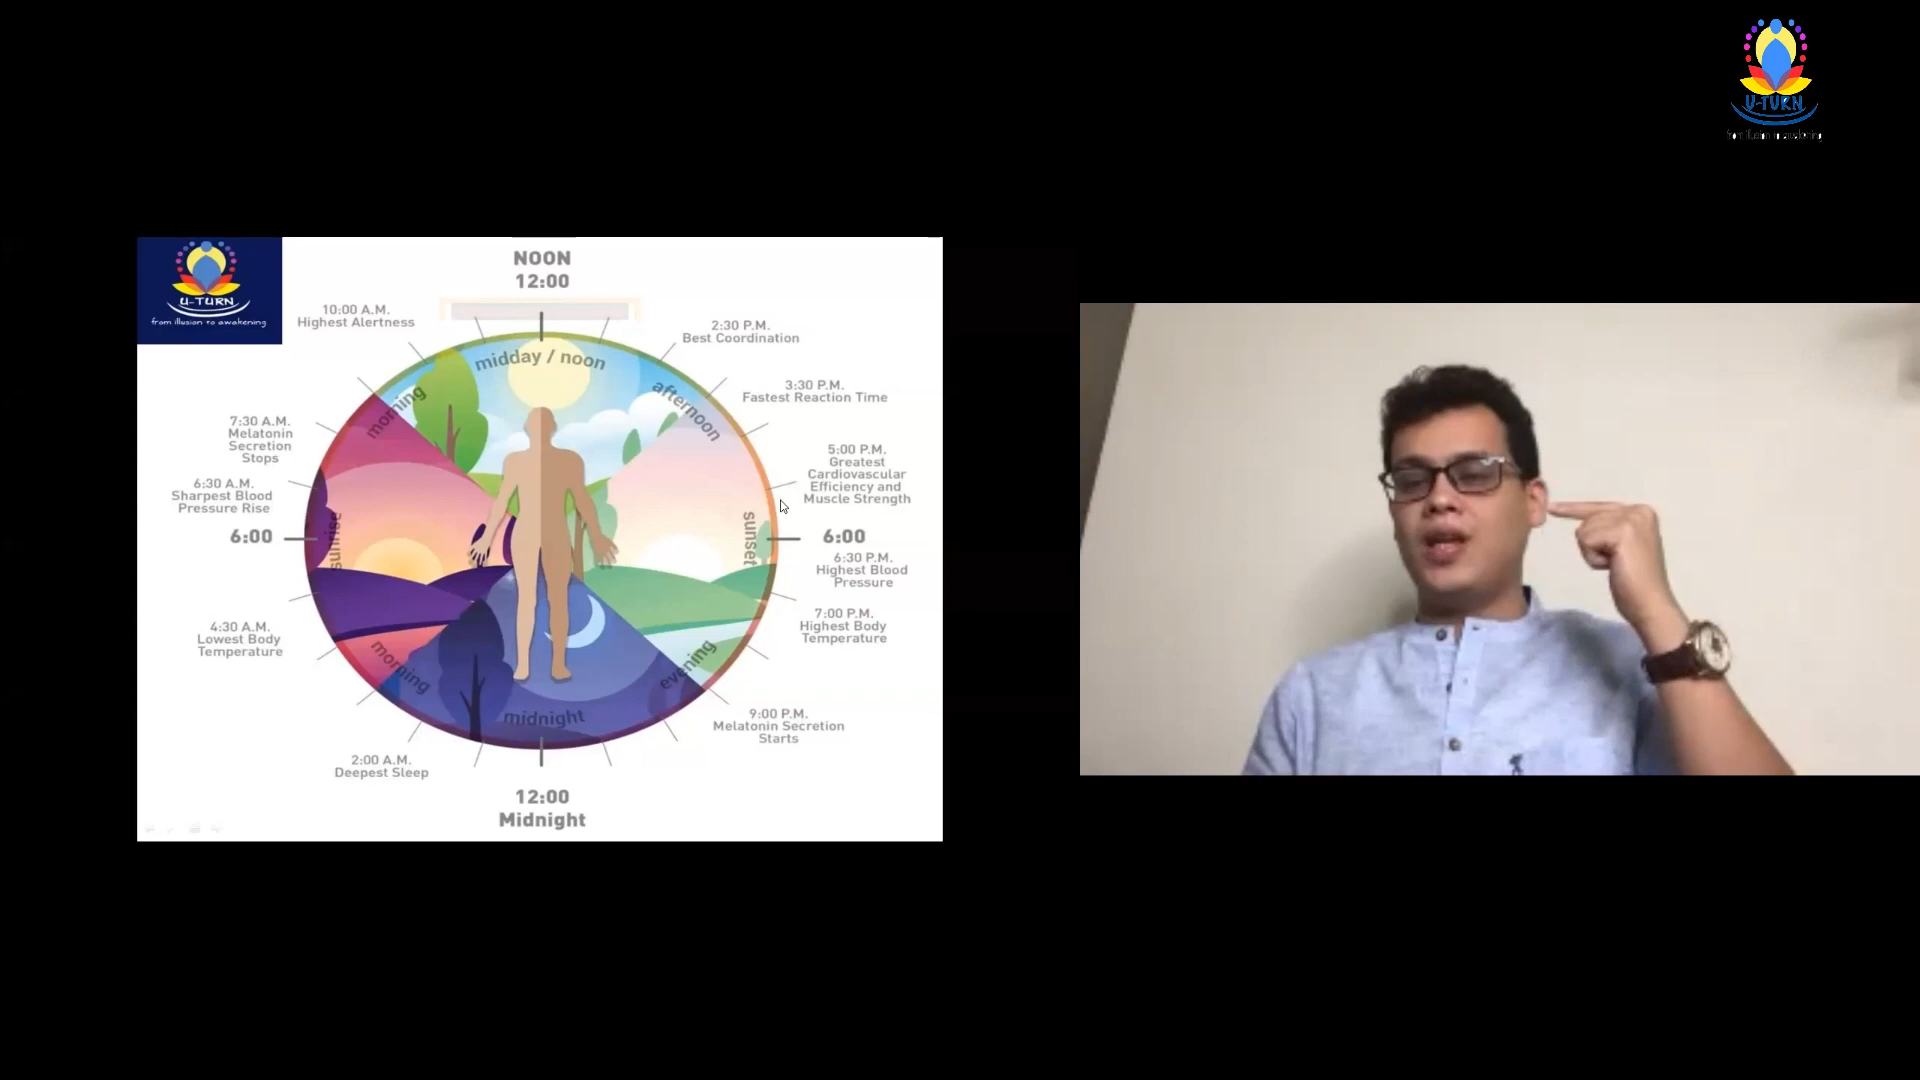 U-TURN
from illusion to awakening
U-TURN
from illusion to awakening
NOON
12:00
10:00 A.M.
Highest Alertness
2:30 P.M.
Best Coordination
midday / noon
morning
afternoon
3:30 P.M.
Fastest Reaction Time
7:30 A.M.
Melatonin
Secretion
Stops
5:00 P.M.
Greatest
Cardiovascular
Efficiency and
Muscle Strength
6:30 A.M.
Sharpest Blood
Pressure Rise
6:00
sunrise
sunset
6:00
6:30 P.M.
Highest Blood
Pressure
4:30 A.M.
Lowest Body
Temperature
7:00 P.M.
Highest Body
Temperature
morning
evening
midnight
9:00 P.M.
Melatonin Secretion
Starts
2:00 A.M.
Deepest Sleep
12:00
Midnight